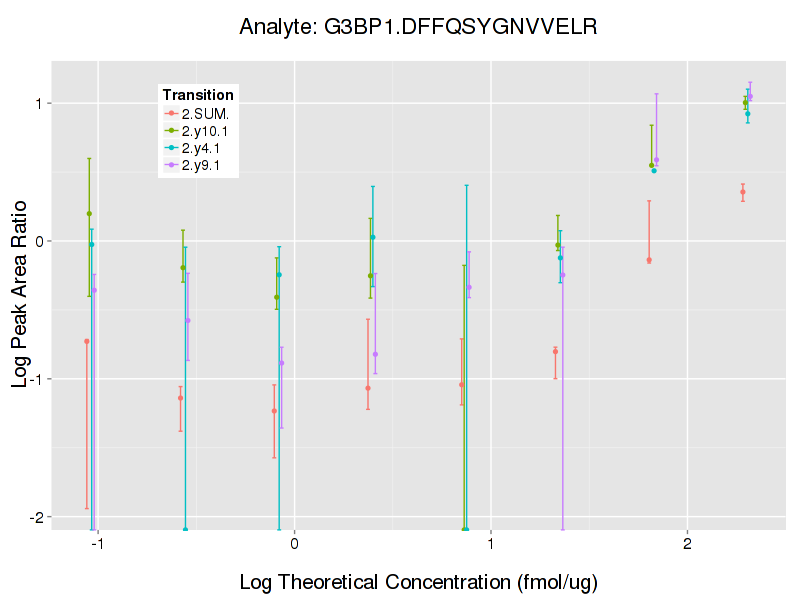 Analyte: G3BP1.DFFQSYGNVVELR
Transition
2.SUM.
2.y10.1
2.y4.1
2.y9.1
Log Peak Area Ratio
1
0
-1
-2
-1
0
1
2
Log Theoretical Concentration (fmol/ug)